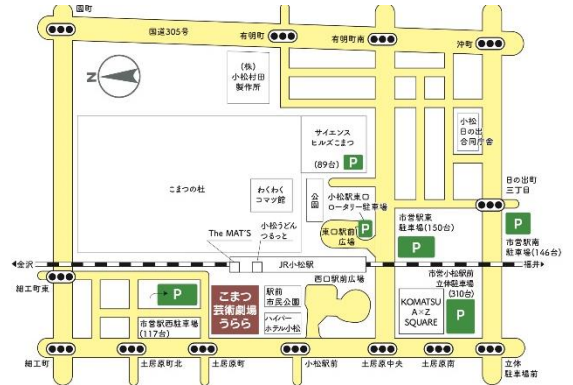 園町
国道305号
有明町
有明町南
沖町
N
(株)
小松村田
製作所
小松
日の出
合同庁舎
サイエンス
ヒルズこまつ
(89台)
P
こまつの杜
わくわく
コマツ館
公園
小松駅東口
ロータリー駐車場
P
東口駅前
広場
日の出町
三丁目
市営駅東
駐車場(150台)
P
P
市営駅南
駐車場(146台)
The MAT'S
小松うどん
つるっと
金沢
JR小松駅
福井
細工町東
P
市営駅西駐車場
(117台)
こまつ
芸術劇場
うらら
駅前
市民公園
ハイパー
ホテル小松
西口駅前広場
市営小松駅前
立体駐車場
(310台)
KOMATSU
A×Z
SQUARE
P
細工町
土居原町北
土居原町
小松駅前
土居原中央
土居原南
立体
駐車場前